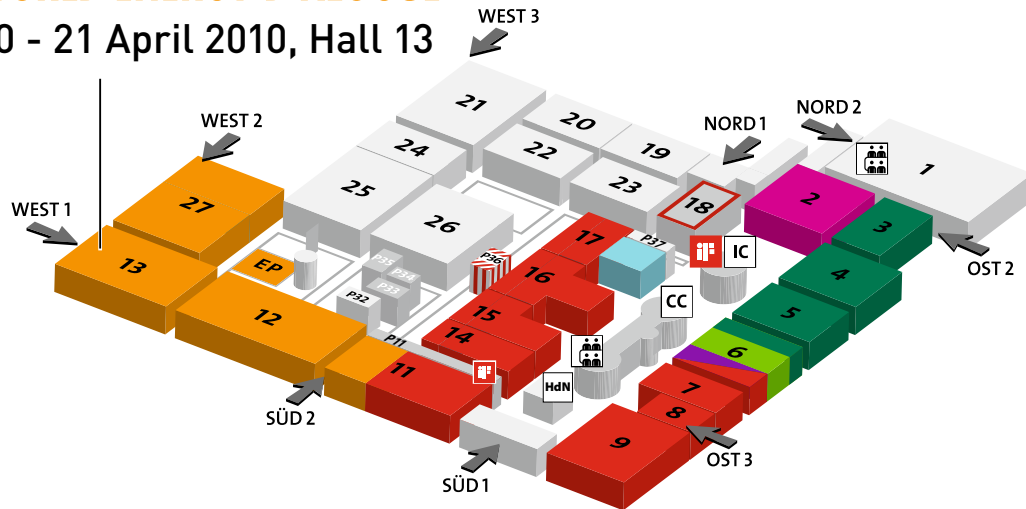 - 21 April 2010, Hall 13
WEST 3
WEST 2
WEST 1
NORD 2
NORD 1
OST 2
OST 3
SÜD 2
SÜD 1
21
20
19
24
22
23
18
1
2
3
25
26
27
17
P37
IC
13
EP
P35
P34
P33
P32
P36
16
4
12
15
CC
5
14
6
P11
11
HdN
7
8
9